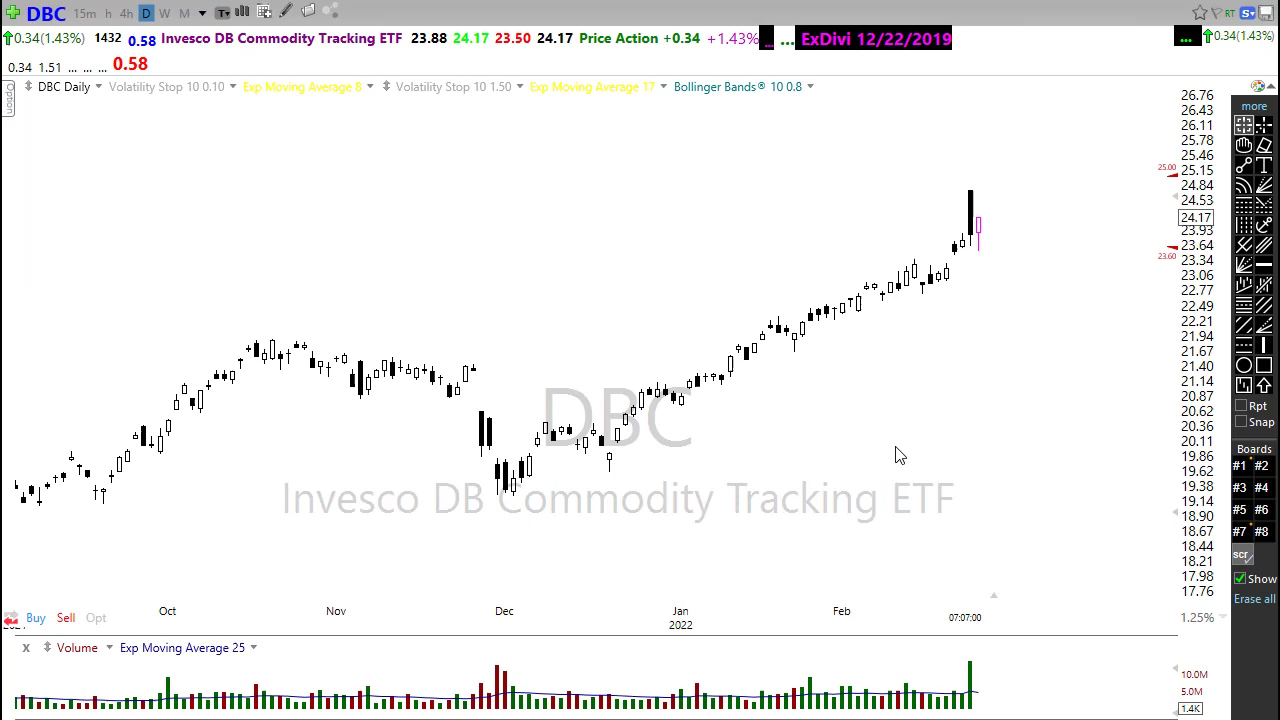 DBC 15m h 4h D W M T
RT S
0.34(1.43%) 1432 0.58 Invesco DB Commodity Tracking ETF 23.88 24.17 23.50 24.17 Price Action +0.34 +1.43% ... ... ExDivi 12/22/2019 ... 0.34(1.43%)
0.34 1.51 ... ... ... 0.58
Option
DBC Daily Volatility Stop 10 0.10 Exp Moving Average 8 Volatility Stop 10 1.50 Exp Moving Average 17 Bollinger Bands® 10 0.8
26.76
26.43
26.11
25.78
25.46
25.15
24.84
24.53
24.17
23.93
23.64
23.34
23.06
22.77
22.49
22.21
21.94
21.67
21.40
21.14
20.87
20.62
20.36
20.11
19.86
19.62
19.38
19.14
18.90
18.67
18.44
18.21
17.98
17.76
25.00
23.60
DBC
Invesco DB Commodity Tracking ETF
more
T
Rpt
Snap
Boards
#1 #2
#3 #4
#5 #6
#7 #8
scr
Show
Erase all
Oct Nov Dec Jan Feb
2022
Buy Sell Opt
07:07:00
1.25%
x Volume Exp Moving Average 25
10.0M
5.0M
1.4K